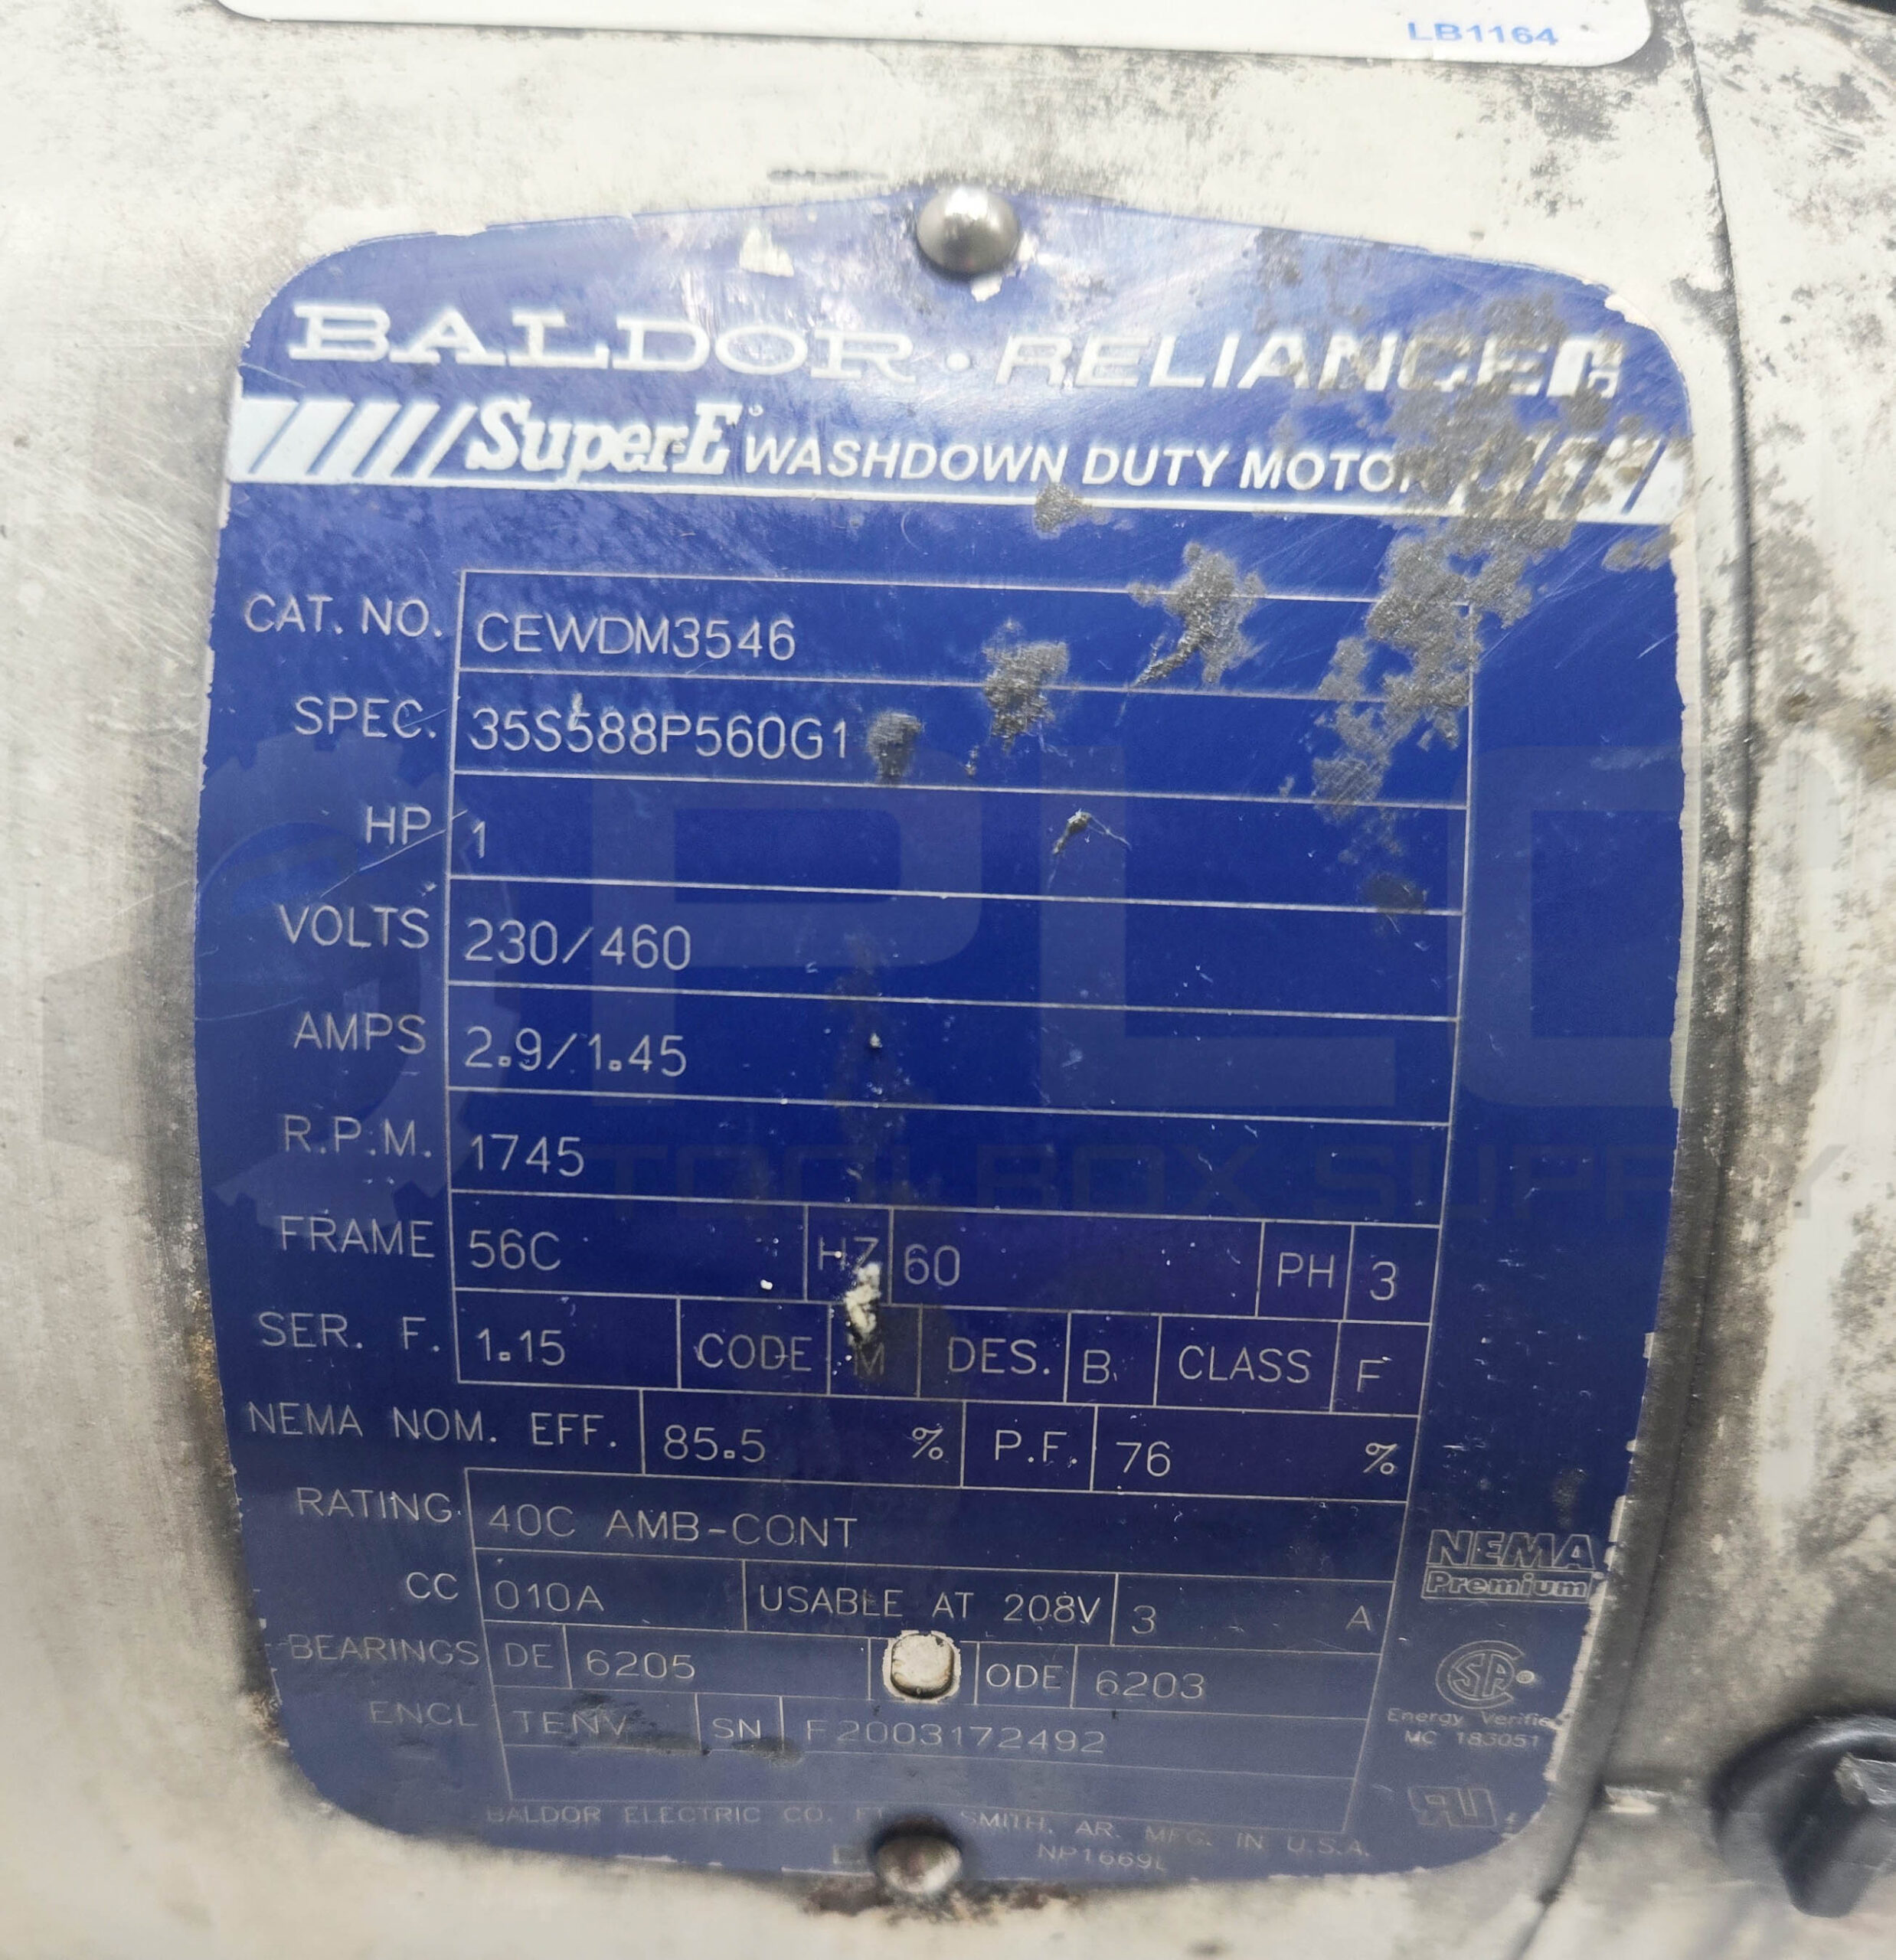 LB1164
BALDOR • RELIANCE
Super-E WASHDOWN DUTY MOTOR
CAT. NO. CEWDM3546
SPEC. 35S588P560G1
HP 1
VOLTS 230/460
AMPS 2.9/1.45
R.P.M. 1745
FRAME 56C HZ 60 PH 3
SER. F. 1.15 CODE M DES. B CLASS F
NEMA NOM. EFF. 85.5 % P.F. 76 %
RATING 40C AMB-CONT
CC 010A USABLE AT 208V 3 A
BEARINGS DE 6205 ODE 6203
ENCL TENV SN F2003172492
NEMA
Premium
Energy Verified
MC 183051
BALDOR ELECTRIC CO. SMITH, AR. MFG. IN U.S.A.
NP1669L
PLC
TOOLBOX SUPPLY